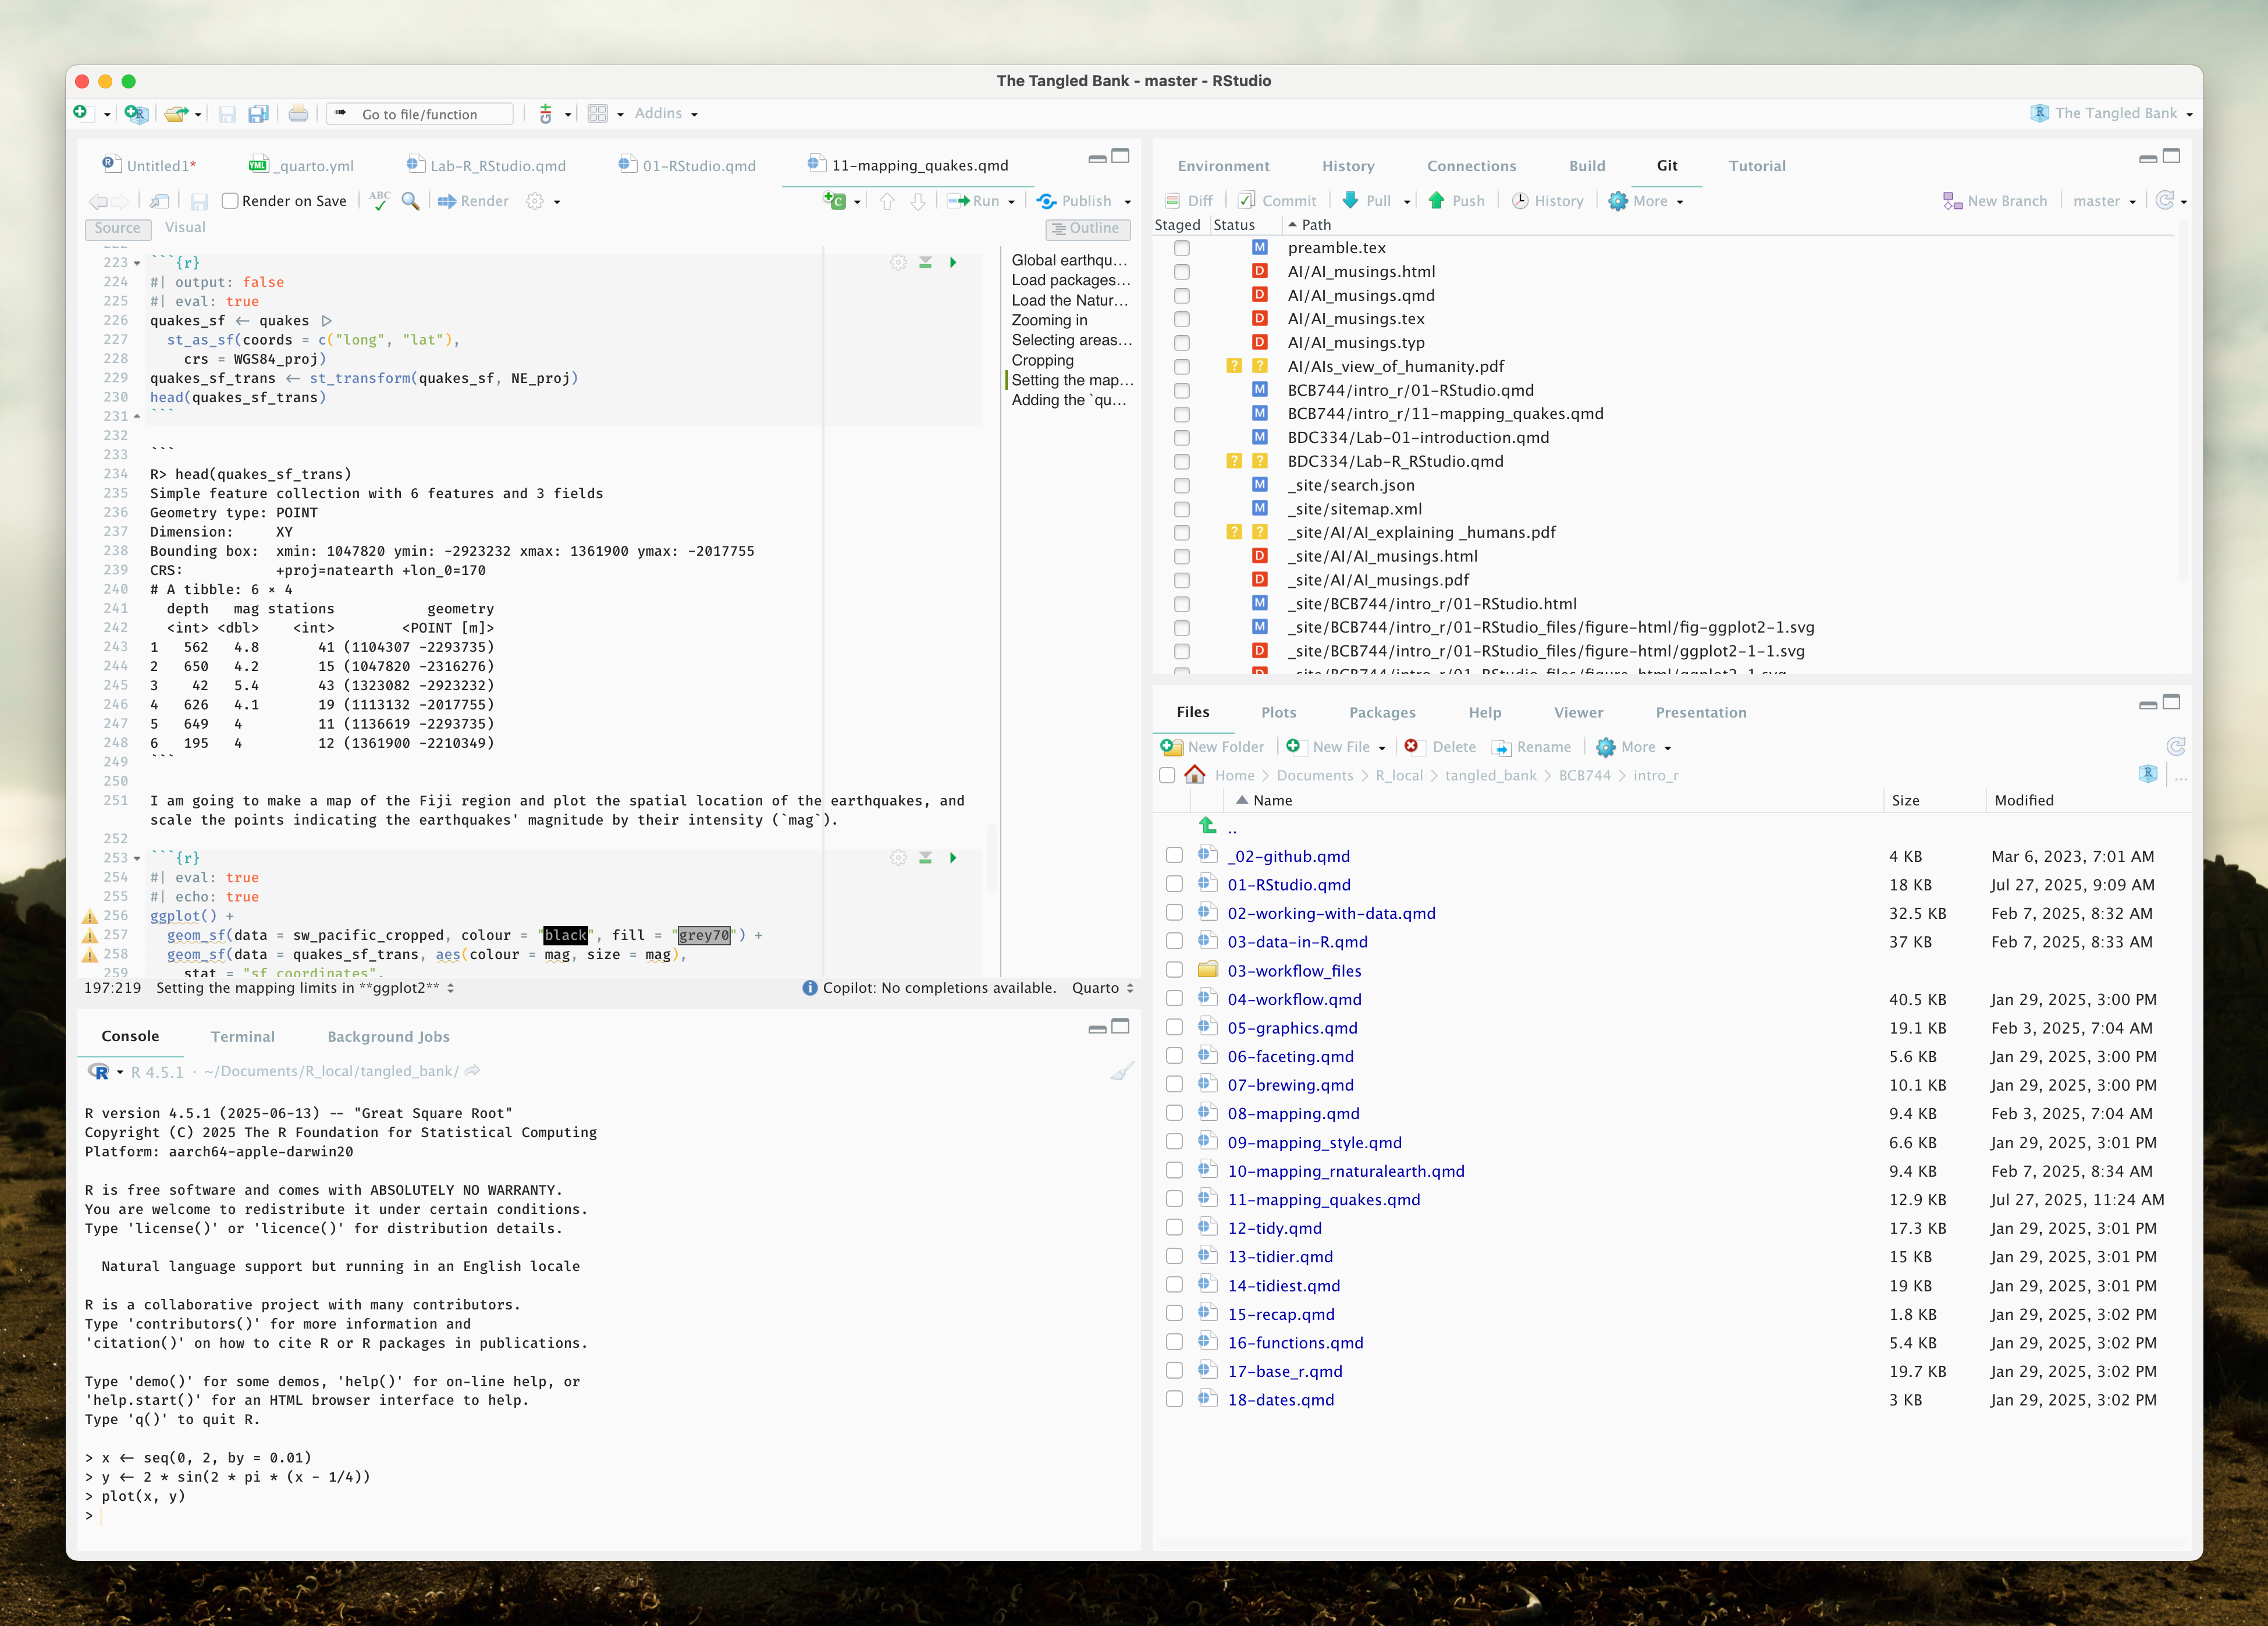 The Tangled Bank - master - RStudio
Go to file/function
Addins
The Tangled Bank
Untitled1*
_quarto.yml
Lab-R_RStudio.qmd
01-RStudio.qmd
11-mapping_quakes.qmd
Render on Save
ABC
Render
Run
Publish
Source
Visual
Outline
223 ```{r}
224 #| output: false
225 #| eval: true
226 quakes_sf <- quakes |>
227 st_as_sf(coords = c("long", "lat"),
228 crs = WGS84_proj)
229 quakes_sf_trans <- st_transform(quakes_sf, NE_proj)
230 head(quakes_sf_trans)
231 ```
232
233 ```
234 R> head(quakes_sf_trans)
235 Simple feature collection with 6 features and 3 fields
236 Geometry type: POINT
237 Dimension: XY
238 Bounding box: xmin: 1047820 ymin: -2923232 xmax: 1361900 ymax: -2017755
239 CRS: +proj=natearth +lon_0=170
240 # A tibble: 6 × 4
241 depth mag stations geometry
242 <int> <dbl> <int> <POINT [m]>
243 1 562 4.8 41 (1104307 -2293735)
244 2 650 4.2 15 (1047820 -2316276)
245 3 42 5.4 43 (1323082 -2923232)
246 4 626 4.1 19 (1113132 -2017755)
247 5 649 4 11 (1136619 -2293735)
248 6 195 4 12 (1361900 -2210349)
249 ```
250
251 I am going to make a map of the Fiji region and plot the spatial location of the earthquakes, and
scale the points indicating the earthquakes' magnitude by their intensity (`mag`).
252
253 ```{r}
254 #| eval: true
255 #| echo: true
256 ggplot() +
257 geom_sf(data = sw_pacific_cropped, colour = "black", fill = "grey70") +
258 geom_sf(data = quakes_sf_trans, aes(colour = mag, size = mag),
259 stat = "sf_coordinates",
Global earthqu...
Load packages...
Load the Natur...
Zooming in
Selecting areas...
Cropping
Setting the map...
Adding the `qu...
197:219 Setting the mapping limits in **ggplot2**
Copilot: No completions available.
Quarto
Console
Terminal
Background Jobs
R 4.5.1 · ~/Documents/R_local/tangled_bank/
R version 4.5.1 (2025-06-13) -- "Great Square Root"
Copyright (C) 2025 The R Foundation for Statistical Computing
Platform: aarch64-apple-darwin20
R is free software and comes with ABSOLUTELY NO WARRANTY.
You are welcome to redistribute it under certain conditions.
Type 'license()' or 'licence()' for distribution details.
Natural language support but running in an English locale
R is a collaborative project with many contributors.
Type 'contributors()' for more information and
'citation()' on how to cite R or R packages in publications.
Type 'demo()' for some demos, 'help()' for on-line help, or
'help.start()' for an HTML browser interface to help.
Type 'q()' to quit R.
> x <- seq(0, 2, by = 0.01)
> y <- 2 * sin(2 * pi * (x - 1/4))
> plot(x, y)
>
Environment
History
Connections
Build
Git
Tutorial
Diff
Commit
Pull
Push
History
More
New Branch
master
Staged Status Path
M preamble.tex
D AI/AI_musings.html
D AI/AI_musings.qmd
D AI/AI_musings.tex
D AI/AI_musings.typ
? ? AI/AIs_view_of_humanity.pdf
M BCB744/intro_r/01-RStudio.qmd
M BCB744/intro_r/11-mapping_quakes.qmd
M BDC334/Lab-01-introduction.qmd
? ? BDC334/Lab-R_RStudio.qmd
M _site/search.json
M _site/sitemap.xml
? ? _site/AI/AI_explaining _humans.pdf
D _site/AI/AI_musings.html
D _site/AI/AI_musings.pdf
M _site/BCB744/intro_r/01-RStudio.html
M _site/BCB744/intro_r/01-RStudio_files/figure-html/fig-ggplot2-1.svg
D _site/BCB744/intro_r/01-RStudio_files/figure-html/ggplot2-1-1.svg
D _site/BCB744/intro_r/01-RStudio_files/figure-html/ggplot2-1.svg
Files
Plots
Packages
Help
Viewer
Presentation
New Folder
New File
Delete
Rename
More
Home > Documents > R_local > tangled_bank > BCB744 > intro_r
...
Name Size Modified
..
_02-github.qmd 4 KB Mar 6, 2023, 7:01 AM
01-RStudio.qmd 18 KB Jul 27, 2025, 9:09 AM
02-working-with-data.qmd 32.5 KB Feb 7, 2025, 8:32 AM
03-data-in-R.qmd 37 KB Feb 7, 2025, 8:33 AM
03-workflow_files
04-workflow.qmd 40.5 KB Jan 29, 2025, 3:00 PM
05-graphics.qmd 19.1 KB Feb 3, 2025, 7:04 AM
06-faceting.qmd 5.6 KB Jan 29, 2025, 3:00 PM
07-brewing.qmd 10.1 KB Jan 29, 2025, 3:00 PM
08-mapping.qmd 9.4 KB Feb 3, 2025, 7:04 AM
09-mapping_style.qmd 6.6 KB Jan 29, 2025, 3:01 PM
10-mapping_rnaturalearth.qmd 9.4 KB Feb 7, 2025, 8:34 AM
11-mapping_quakes.qmd 12.9 KB Jul 27, 2025, 11:24 AM
12-tidy.qmd 17.3 KB Jan 29, 2025, 3:01 PM
13-tidier.qmd 15 KB Jan 29, 2025, 3:01 PM
14-tidiest.qmd 19 KB Jan 29, 2025, 3:01 PM
15-recap.qmd 1.8 KB Jan 29, 2025, 3:02 PM
16-functions.qmd 5.4 KB Jan 29, 2025, 3:02 PM
17-base_r.qmd 19.7 KB Jan 29, 2025, 3:02 PM
18-dates.qmd 3 KB Jan 29, 2025, 3:02 PM